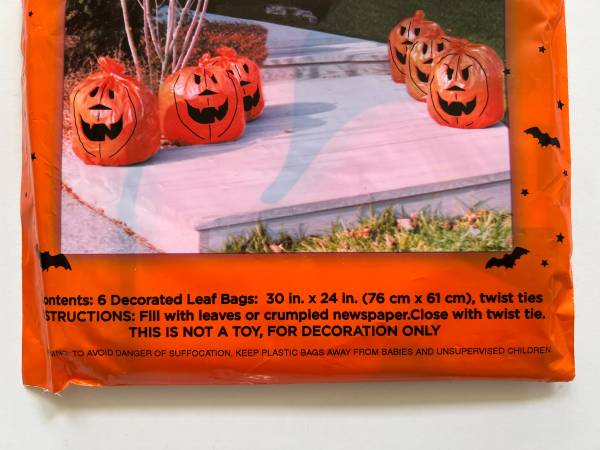 ontents: 6 Decorated Leaf Bags: 30 in. x 24 in. (76 cm x 61 cm), twist ties
STRUCTIONS: Fill with leaves or crumpled newspaper.Close with twist tie.
THIS IS NOT A TOY, FOR DECORATION ONLY
TO AVOID DANGER OF SUFFOCATION, KEEP PLASTIC BAGS AWAY FROM BABIES AND UNSUPERVISED CHILDREN